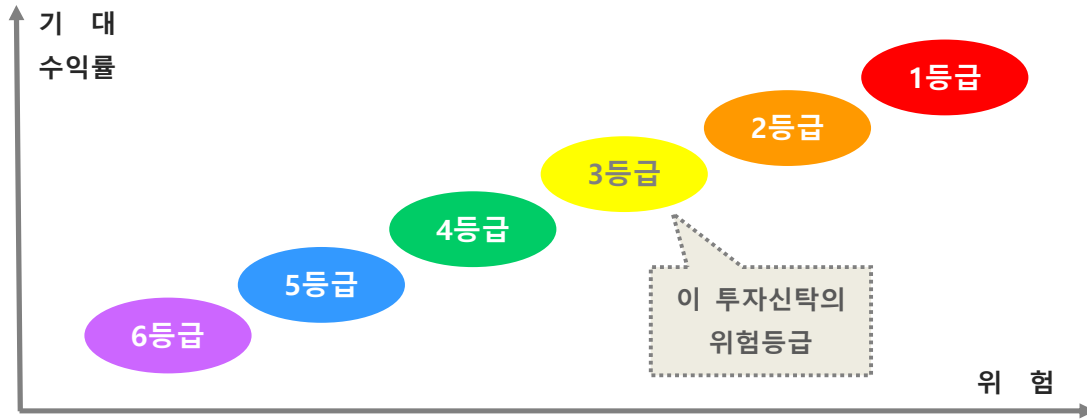 기 대
수익률
1등급
2등급
3등급
4등급
5등급
6등급
이 투자신탁의
위험등급
위 험